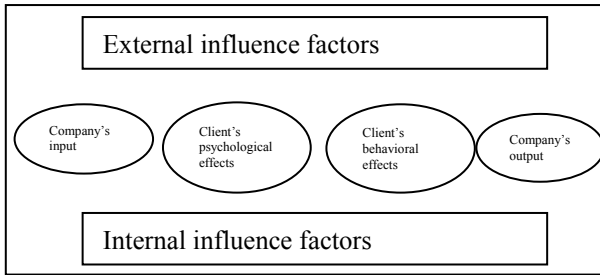 External influence factors
Company's
input
Client's
psychological
effects
Client's
behavioral
effects
Company's
output
Internal influence factors